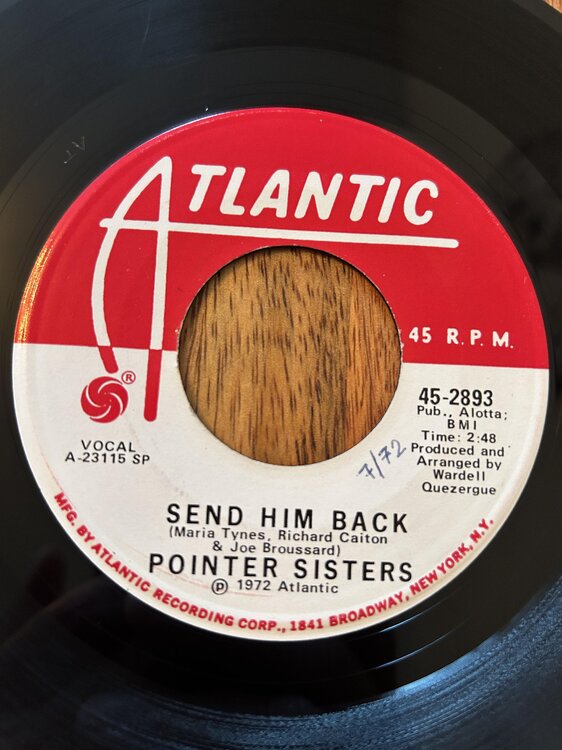 ATLANTIC
45 R.P.M.
®
45-2893
Pub., Alotta;
BMI
Time: 2:48
Produced and
Arranged by
Wardell
Quezergue
VOCAL
A-23115 SP
7/72
SEND HIM BACK
(Maria Tynes, Richard Caiton
& Joe Broussard)
POINTER SISTERS
℗ 1972 Atlantic
MFG. BY ATLANTIC RECORDING CORP., 1841 BROADWAY, NEW YORK, N.Y.
AT